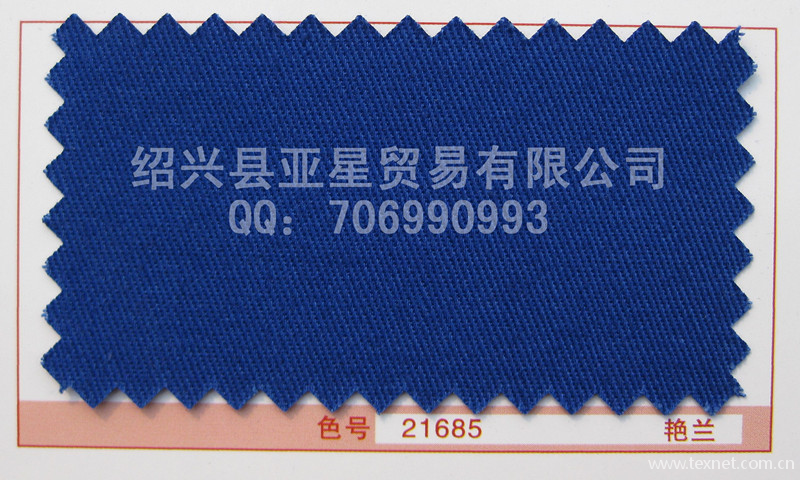 绍兴县亚星贸易有限公司
QQ：706990993
色号 21685 艳兰
www.texnet.com.cn